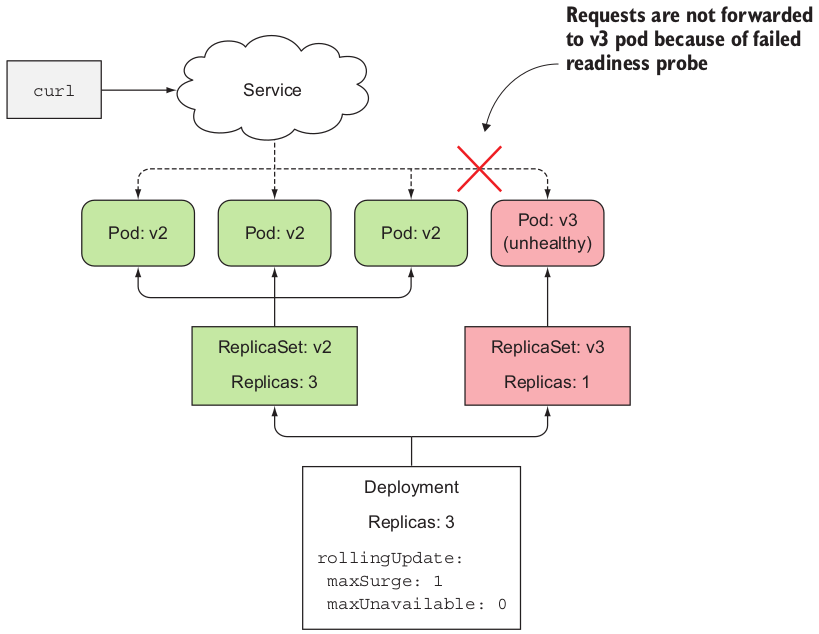 Requests are not forwarded
to v3 pod because of failed
readiness probe
curl
Service
Pod: v2
Pod: v2
Pod: v2
Pod: v3
(unhealthy)
ReplicaSet: v2
Replicas: 3
ReplicaSet: v3
Replicas: 1
Deployment
Replicas: 3
rollingUpdate:
maxSurge: 1
maxUnavailable: 0